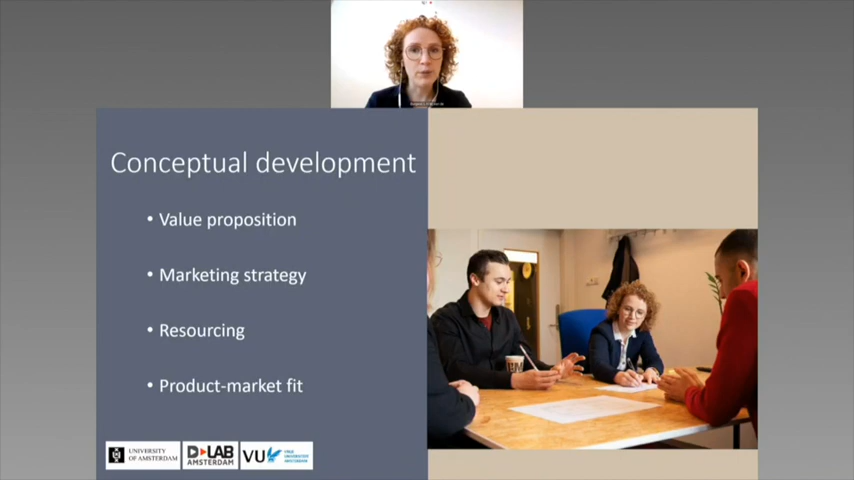 Conceptual development
• Value proposition
• Marketing strategy
• Resourcing
• Product-market fit
UNIVERSITY
OF AMSTERDAM
D LAB
AMSTERDAM
VU